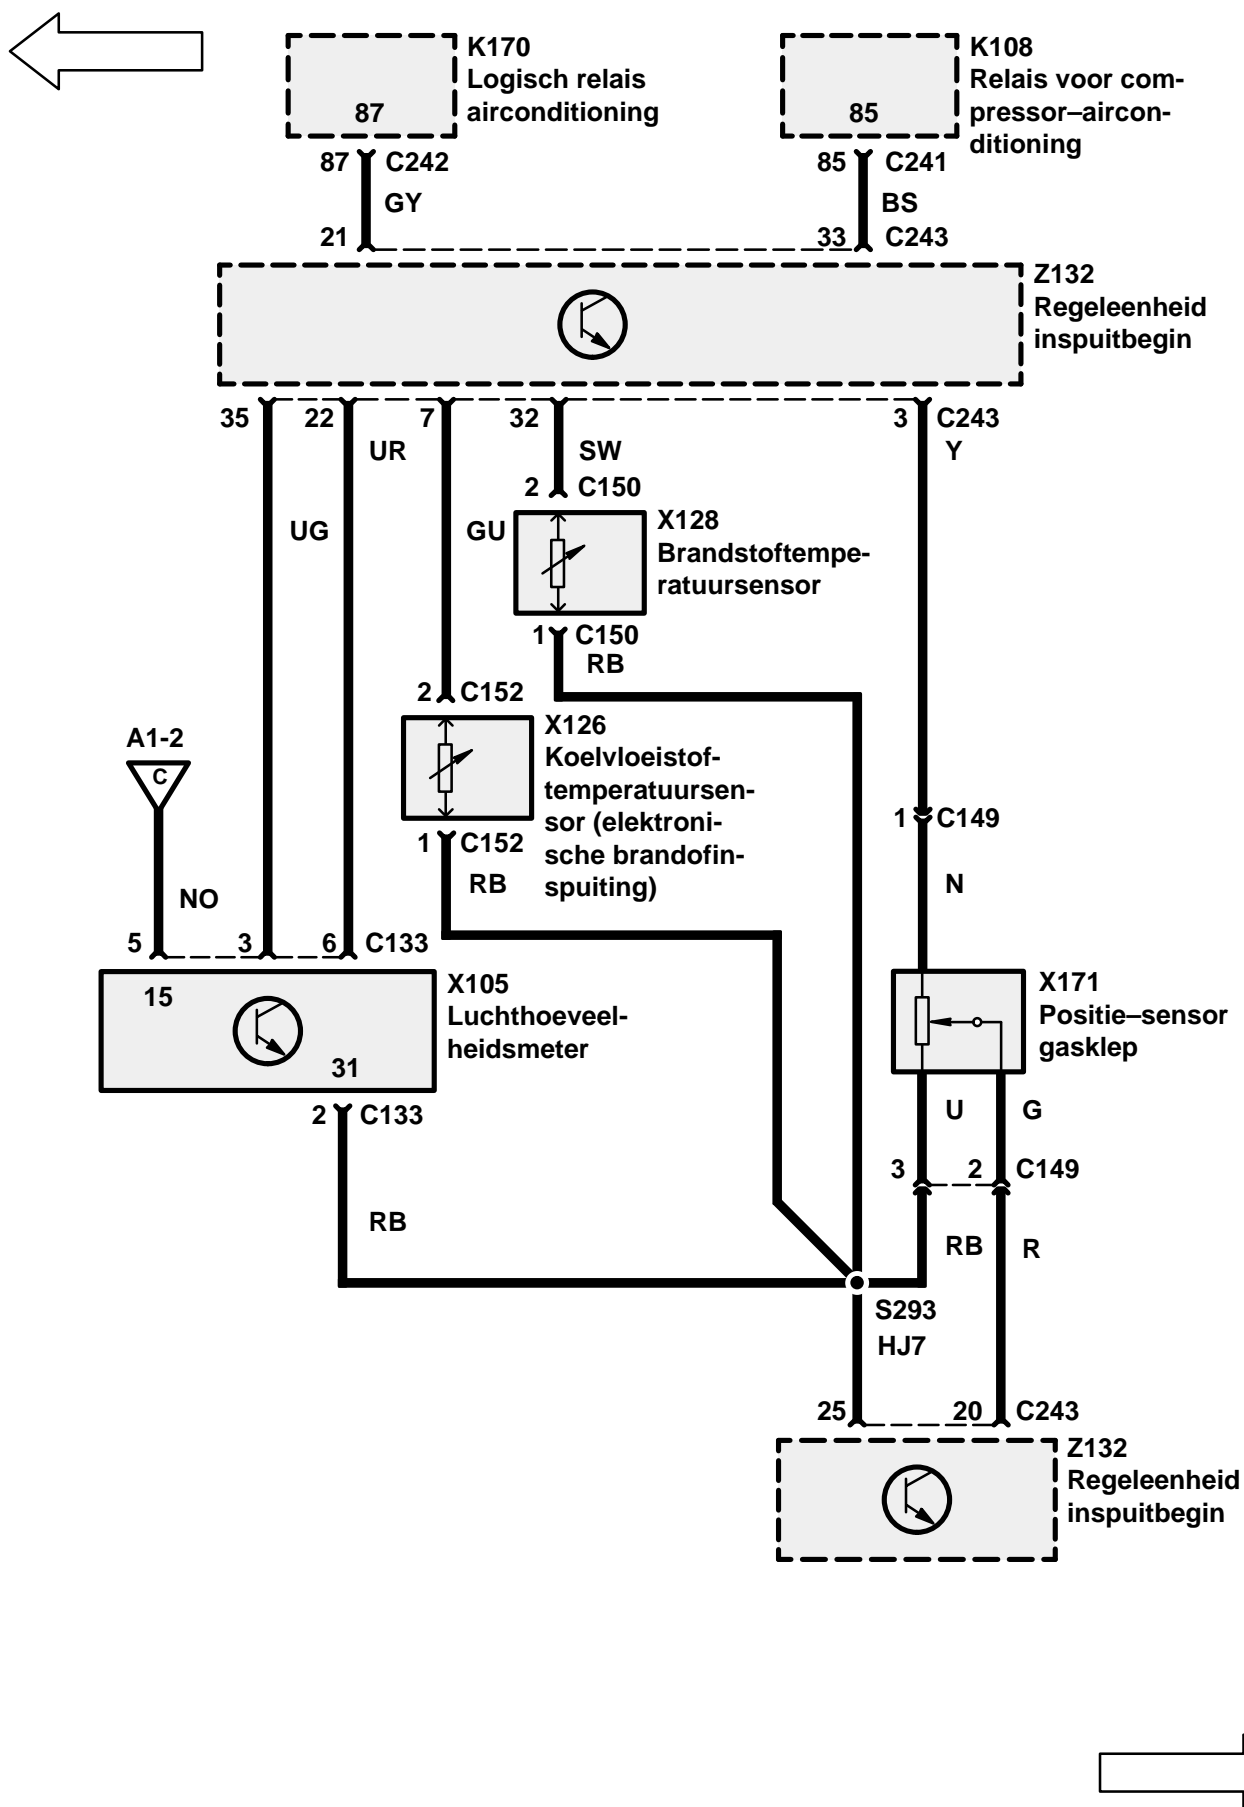 K170
Logisch relais
airconditioning
87
K108
Relais voor com-
pressor–aircon-
ditioning
85
87 C242
GY
21
85 C241
BS
33 C243
Z132
Regeleenheid
inspuitbegin
35 22 7 32 3 C243
UR SW Y
2 C150
UG GU
X128
Brandstoftempe-
ratuursensor
1 C150
RB
2 C152
X126
Koelvloeistof-
temperatuursen-
sor (elektroni-
sche brandofin-
spuiting)
A1-2
C
1 C152
RB
1 C149
N
NO
5 3 6 C133
15
31
X105
Luchthoeveel-
heidsmeter
X171
Positie–sensor
gasklep
2 C133
U G
3 2 C149
RB
RB R
S293
HJ7
25 20 C243
Z132
Regeleenheid
inspuitbegin